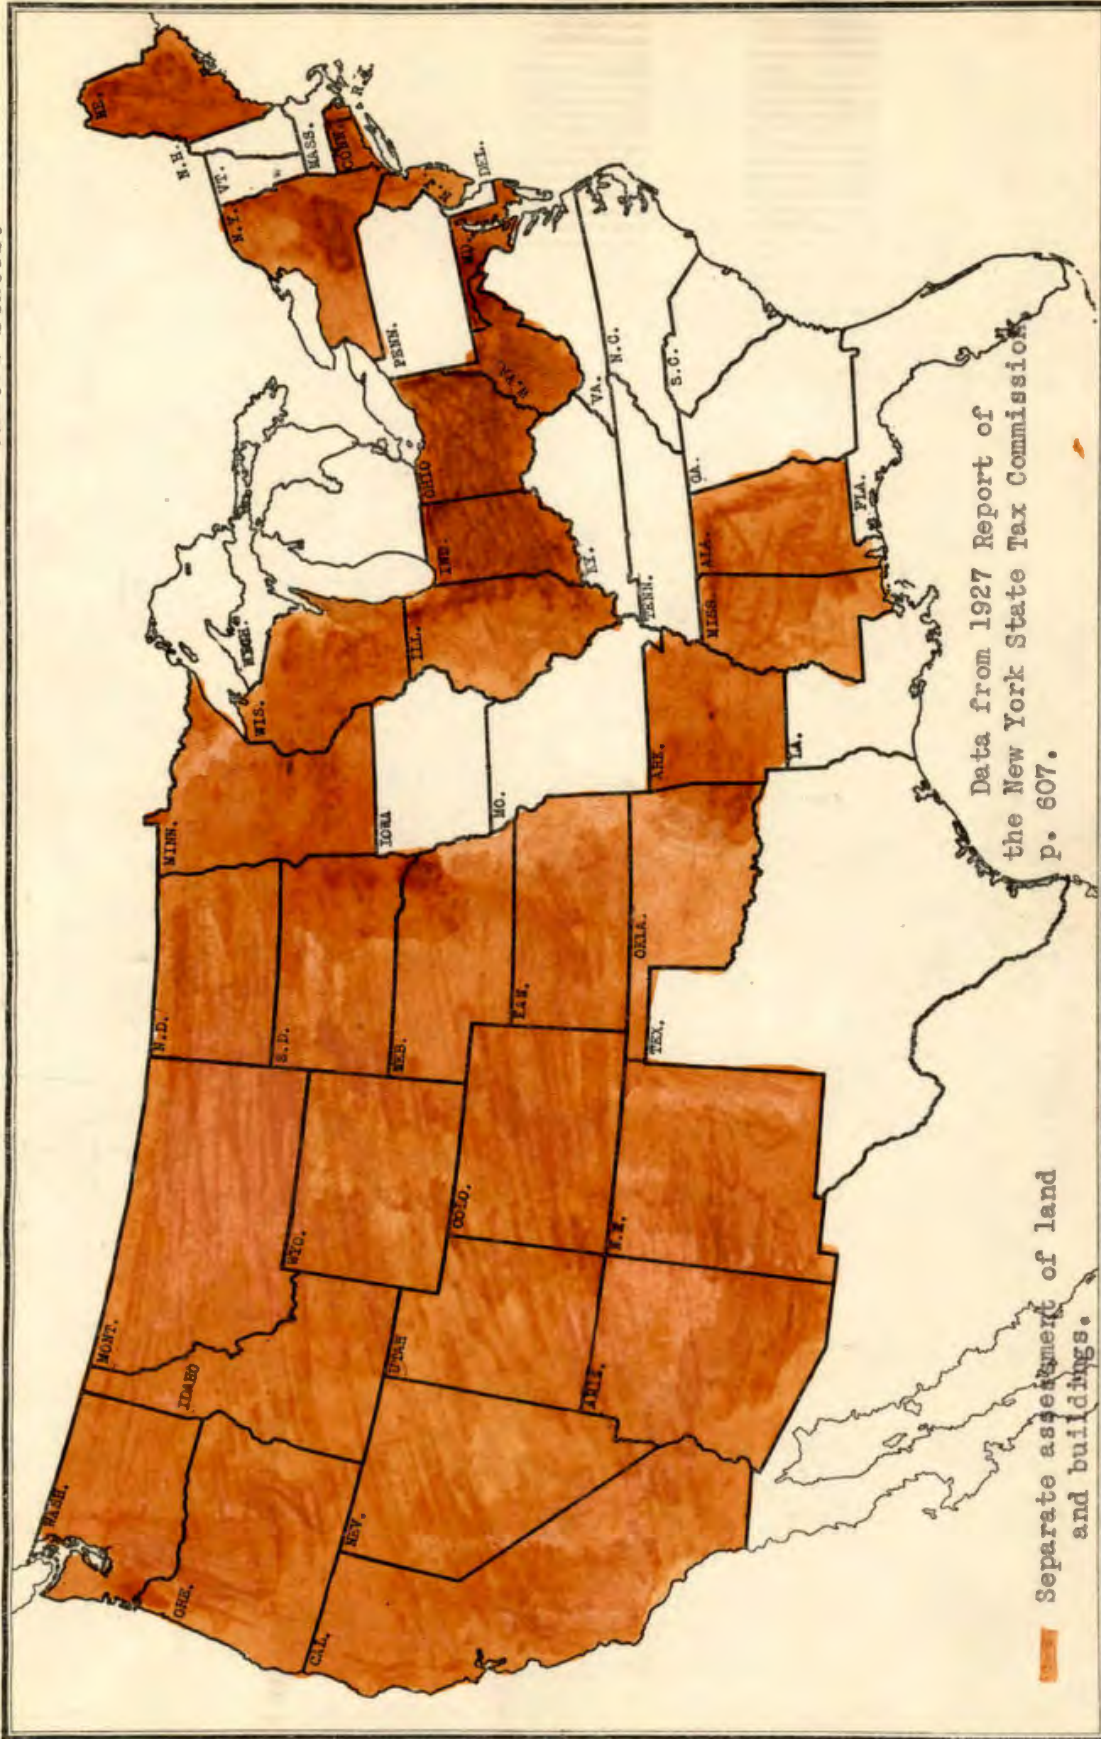 WASH.
MONT.
N.D.
MINN.
ME.
N.H.
VT.
N.Y.
MASS.
CONN.
R.I.
ORE.
IDAHO
WYO.
S.D.
WIS.
MICH.
PENN.
N.J.
DEL.
MD.
CAL.
NEV.
UTAH
COLO.
NEB.
IOWA
ILL.
IND.
OHIO
W.VA.
VA.
ARIZ.
N.M.
KAN.
MO.
KY.
N.C.
TENN.
S.C.
TEX.
OKLA.
ARK.
LA.
MISS.
ALA.
GA.
FLA.
Data from 1927 Report of
the New York State Tax Commission,
p. 607.
Separate assessment of land
and buildings.